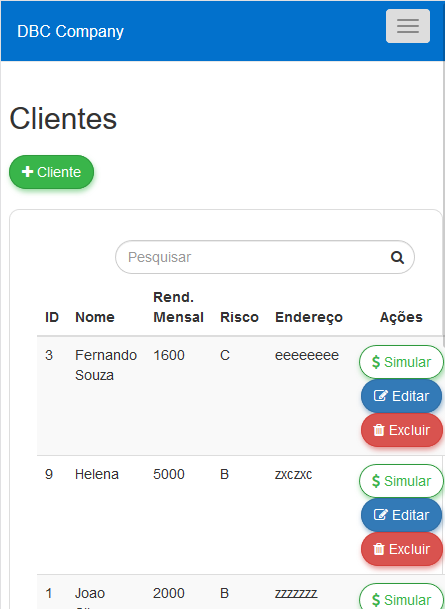 DBC Company
Clientes
Cliente
Pesquisar
ID Nome Rend. Mensal Risco Endereço Ações
3 Fernando Souza 1600 C eeeeeeee $ Simular
Editar
Excluir
9 Helena 5000 B zxczxc $ Simular
Editar
Excluir
1 Joao 2000 B zzzzzzz $ Simular